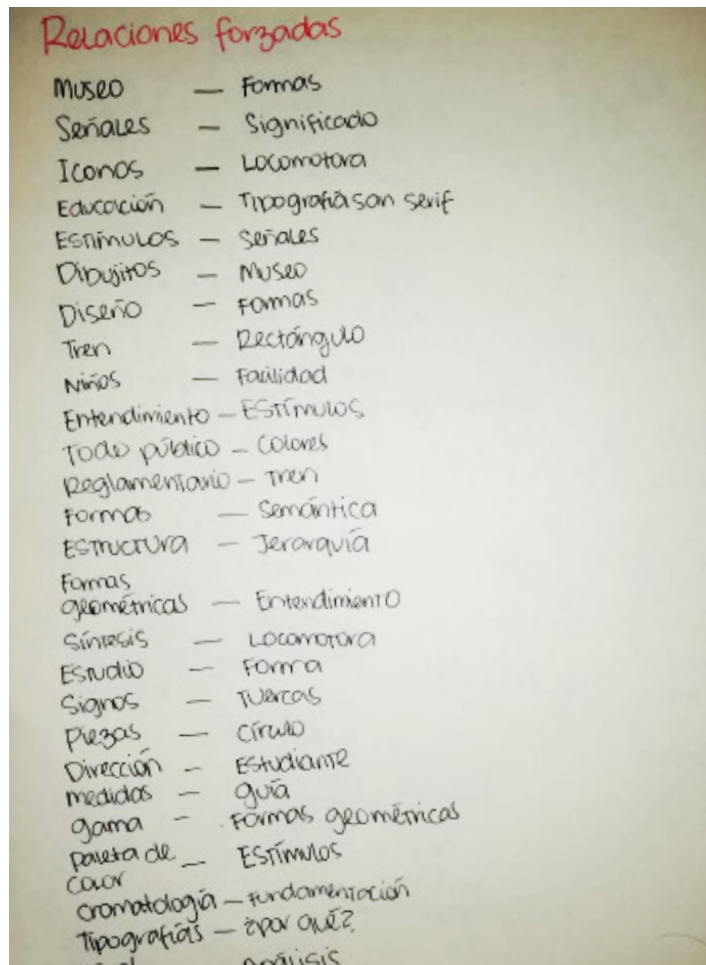 Relaciones forzadas
Museo — Formas
Señales — Significado
Iconos — Locomotora
Educación — Tipografía san serif
Estímulos — Señales
Dibujitos — Museo
Diseño — Formas
Tren — Rectángulo
Niños — Facilidad
Entendimiento — Estímulos
Todo público — Colores
Reglamentario — Tren
Formas — Semántica
Estructura — Jerarquía
Formas
geométricas — Entendimiento
Síntesis — Locomotora
Estudio — Forma
Signos — Tuercas
Piezas — Círculo
Dirección — Estudiante
medidas — guía
gama — Formas geométricas
paleta de — Estímulos
color
cromatología — Fundamentación
Tipografías — ¿por qué?
Análisis